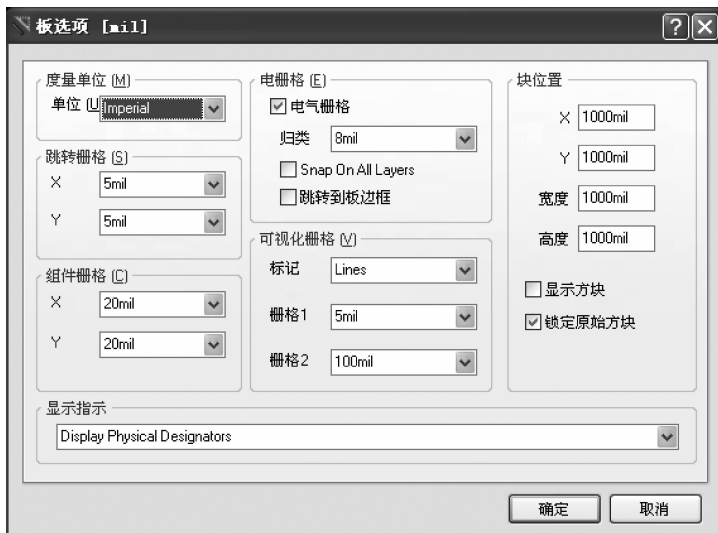 板选项 [mil]
度量单位 (M)
单位 (U Imperial
跳转栅格 (S)
X 5mil
Y 5mil
组件栅格 (C)
X 20mil
Y 20mil
电栅格 (E)
电气栅格
归类 8mil
Snap On All Layers
跳转到板边框
可视化栅格 (V)
标记 Lines
栅格1 5mil
栅格2 100mil
块位置
X 1000mil
Y 1000mil
宽度 1000mil
高度 1000mil
显示方块
锁定原始方块
显示指示
Display Physical Designators
确定
取消